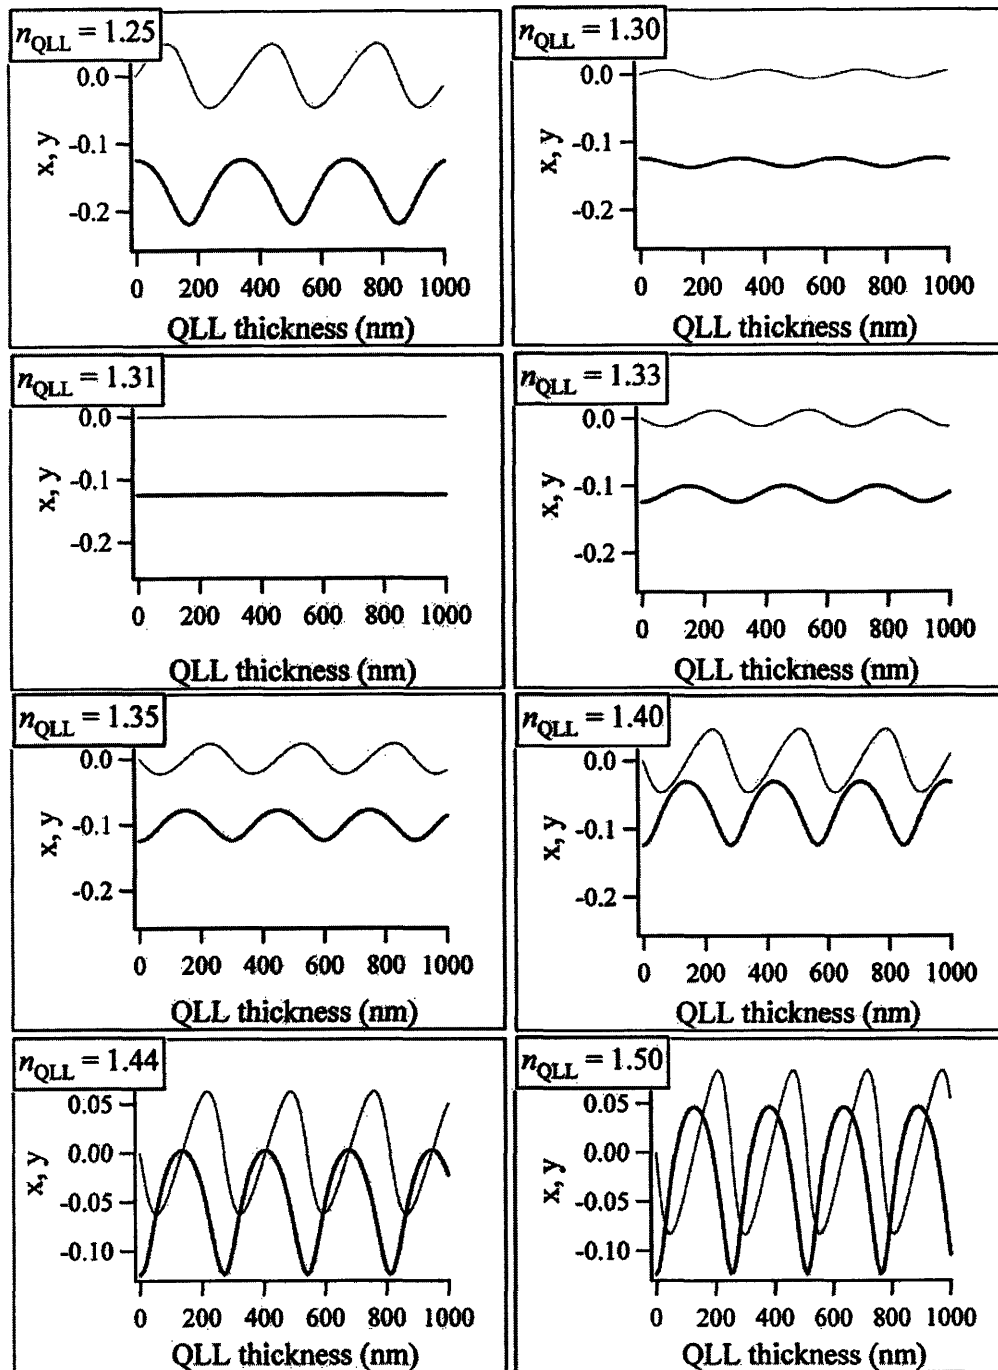 n_QLL = 1.25
0.0
-0.1
-0.2
x, y
0 200 400 600 800 1000
QLL thickness (nm)
n_QLL = 1.30
0.0
-0.1
-0.2
x, y
0 200 400 600 800 1000
QLL thickness (nm)
n_QLL = 1.31
0.0
-0.1
-0.2
x, y
0 200 400 600 800 1000
QLL thickness (nm)
n_QLL = 1.33
0.0
-0.1
-0.2
x, y
0 200 400 600 800 1000
QLL thickness (nm)
n_QLL = 1.35
0.0
-0.1
-0.2
x, y
0 200 400 600 800 1000
QLL thickness (nm)
n_QLL = 1.40
0.0
-0.1
-0.2
x, y
0 200 400 600 800 1000
QLL thickness (nm)
n_QLL = 1.44
0.05
0.00
-0.05
-0.10
x, y
0 200 400 600 800 1000
QLL thickness (nm)
n_QLL = 1.50
0.05
0.00
-0.05
-0.10
x, y
0 200 400 600 800 1000
QLL thickness (nm)